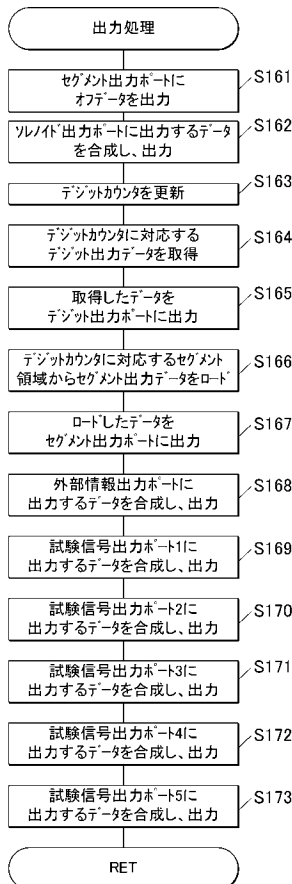 出力処理
セグメント出力ポートに
オフデータを出力
S161
ソレノイド出力ポートに出力するデータ
を合成し、出力
S162
デジットカウンタを更新
S163
デジットカウンタに対応する
デジット出力データを取得
S164
取得したデータを
デジット出力ポートに出力
S165
デジットカウンタに対応するセグメント
領域からセグメント出力データをロード
S166
ロードしたデータを
セグメント出力ポートに出力
S167
外部情報出力ポートに
出力するデータを合成し、出力
S168
試験信号出力ポート1に
出力するデータを合成し、出力
S169
試験信号出力ポート2に
出力するデータを合成し、出力
S170
試験信号出力ポート3に
出力するデータを合成し、出力
S171
試験信号出力ポート4に
出力するデータを合成し、出力
S172
試験信号出力ポート5に
出力するデータを合成し、出力
S173
RET